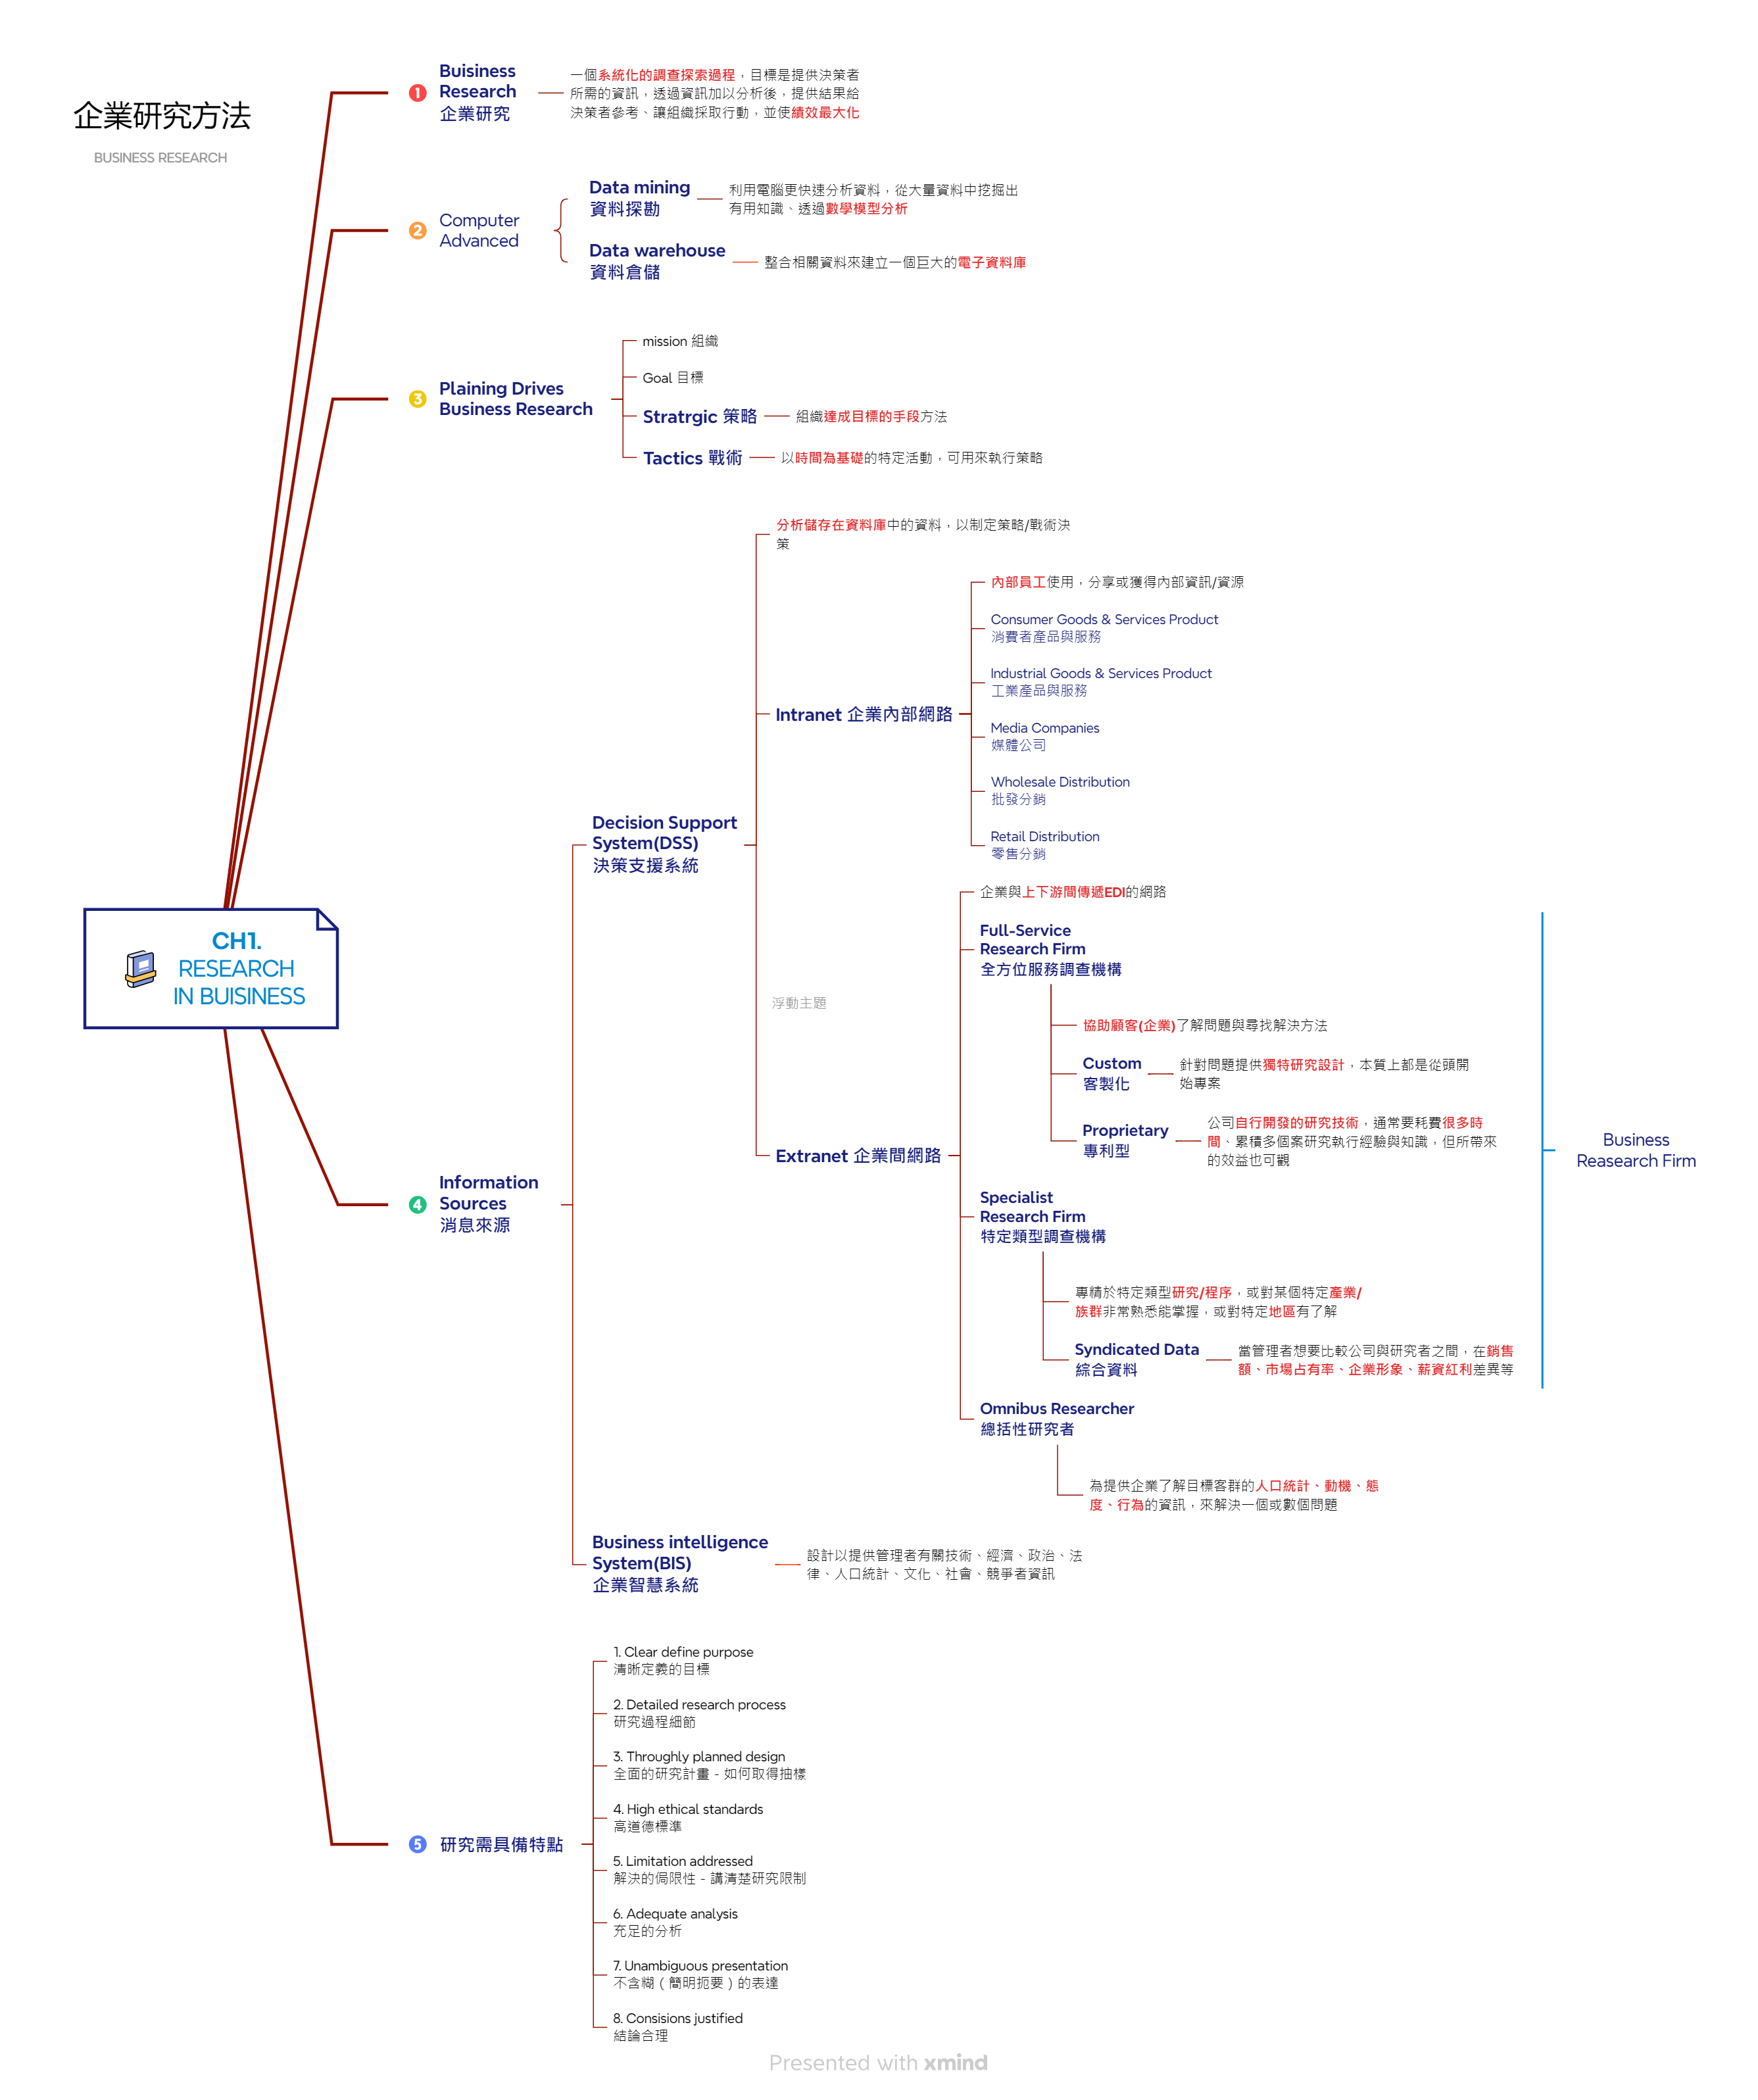 企業研究方法
BUSINESS RESEARCH
1
Buisiness
Research
企業研究
一個系統化的調查探索過程，目標是提供決策者
所需的資訊，透過資訊加以分析後，提供結果給
決策者參考、讓組織採取行動，並使績效最大化
2
Computer
Advanced
Data mining
資料探勘
利用電腦更快速分析資料，從大量資料中挖掘出
有用知識、透過數學模型分析
Data warehouse
資料倉儲
整合相關資料來建立一個巨大的電子資料庫
3
Plaining Drives
Business Research
mission 組織
Goal 目標
Stratrgic 策略
組織達成目標的手段方法
Tactics 戰術
以時間為基礎的特定活動，可用來執行策略
CH1.
RESEARCH
IN BUISINESS
4
Information
Sources
消息來源
Decision Support
System(DSS)
決策支援系統
分析儲存在資料庫中的資料，以制定策略/戰術決
策
Intranet 企業內部網路
內部員工使用，分享或獲得內部資訊/資源
Consumer Goods & Services Product
消費者產品與服務
Industrial Goods & Services Product
工業產品與服務
Media Companies
媒體公司
Wholesale Distribution
批發分銷
Retail Distribution
零售分銷
浮動主題
Extranet 企業間網路
企業與上下游間傳遞EDI的網路
Full-Service
Research Firm
全方位服務調查機構
協助顧客(企業)了解問題與尋找解決方法
Custom
客製化
針對問題提供獨特研究設計，本質上都是從頭開
始專案
Proprietary
專利型
公司自行開發的研究技術，通常要耗費很多時
間、累積多個案研究執行經驗與知識，但所帶來
的效益也可觀
Specialist
Research Firm
特定類型調查機構
專精於特定類型研究/程序，或對某個特定產業/
族群非常熟悉能掌握，或對特定地區有了解
Syndicated Data
綜合資料
當管理者想要比較公司與研究者之間，在銷售
額、市場占有率、企業形象、薪資紅利差異等
Omnibus Researcher
總括性研究者
為提供企業了解目標客群的人口統計、動機、態
度、行為的資訊，來解決一個或數個問題
Business
Reasearch Firm
Business intelligence
System(BIS)
企業智慧系統
設計以提供管理者有關技術、經濟、政治、法
律、人口統計、文化、社會、競爭者資訊
5
研究需具備特點
1. Clear define purpose
清晰定義的目標
2. Detailed research process
研究過程細節
3. Throughly planned design
全面的研究計畫 - 如何取得抽樣
4. High ethical standards
高道德標準
5. Limitation addressed
解決的侷限性 - 講清楚研究限制
6. Adequate analysis
充足的分析
7. Unambiguous presentation
不含糊（簡明扼要）的表達
8. Consisions justified
結論合理
Presented with xmind